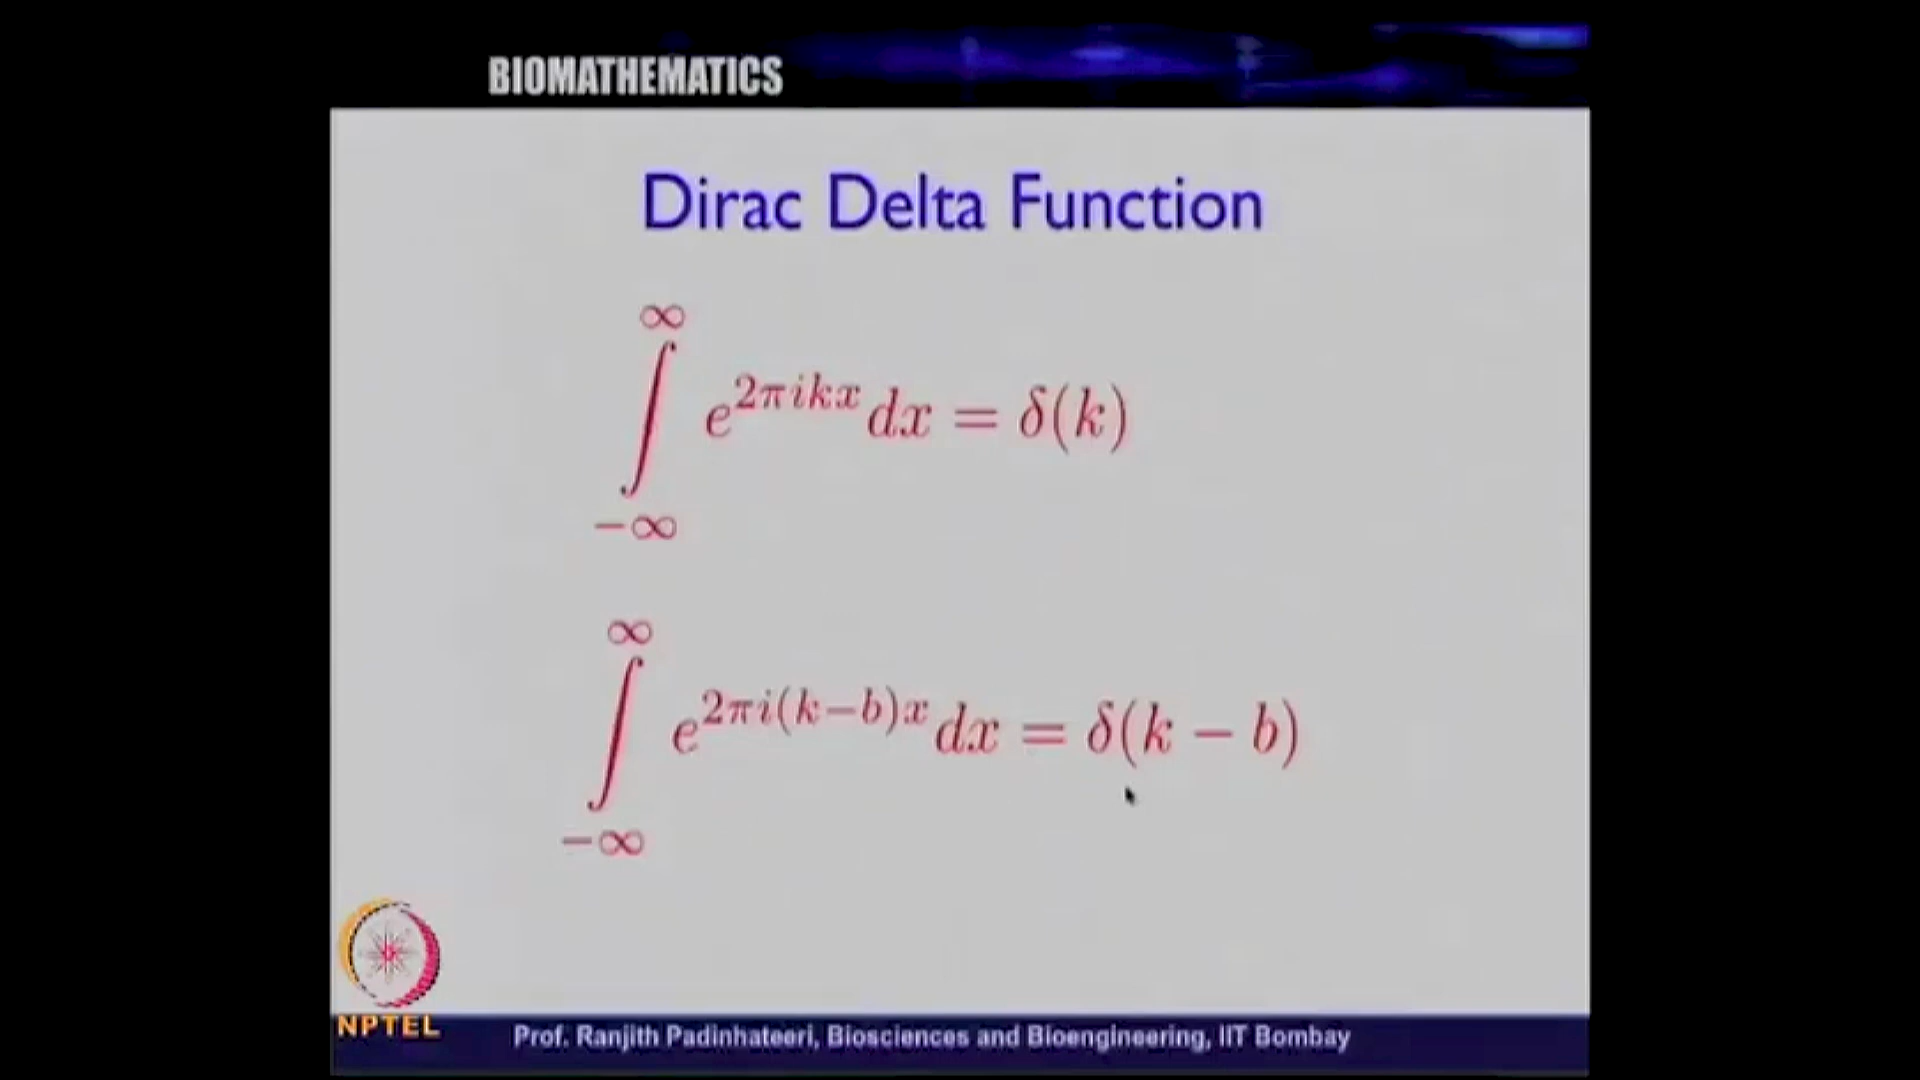 BIOMATHEMATICS
Dirac Delta Function
∫_{-∞}^{∞} e^{2πikx} dx = δ(k)
∫_{-∞}^{∞} e^{2πi(k−b)x} dx = δ(k − b)
NPTEL
Prof. Ranjith Padinhateeri, Biosciences and Bioengineering, IIT Bombay